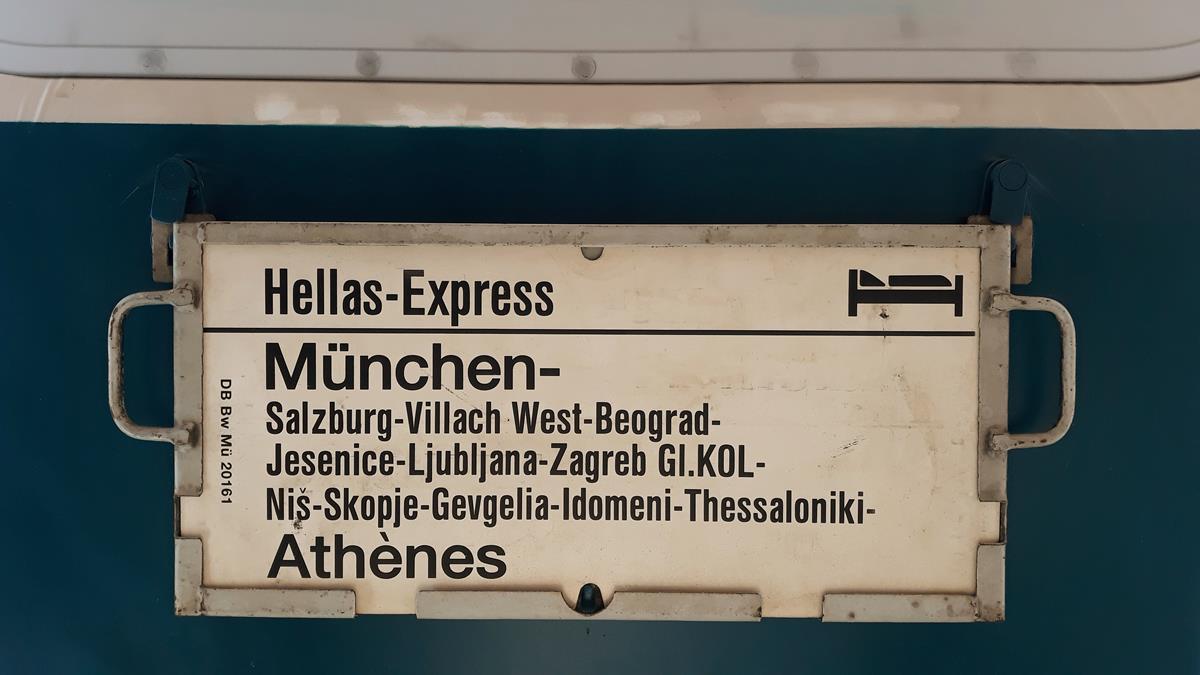 Hellas-Express
München-
Salzburg-Villach West-Beograd-
Jesenice-Ljubljana-Zagreb Gl.KOL-
Niš-Skopje-Gevgelia-Idomeni-Thessaloniki-
Athènes
DB Bw Mü 20161